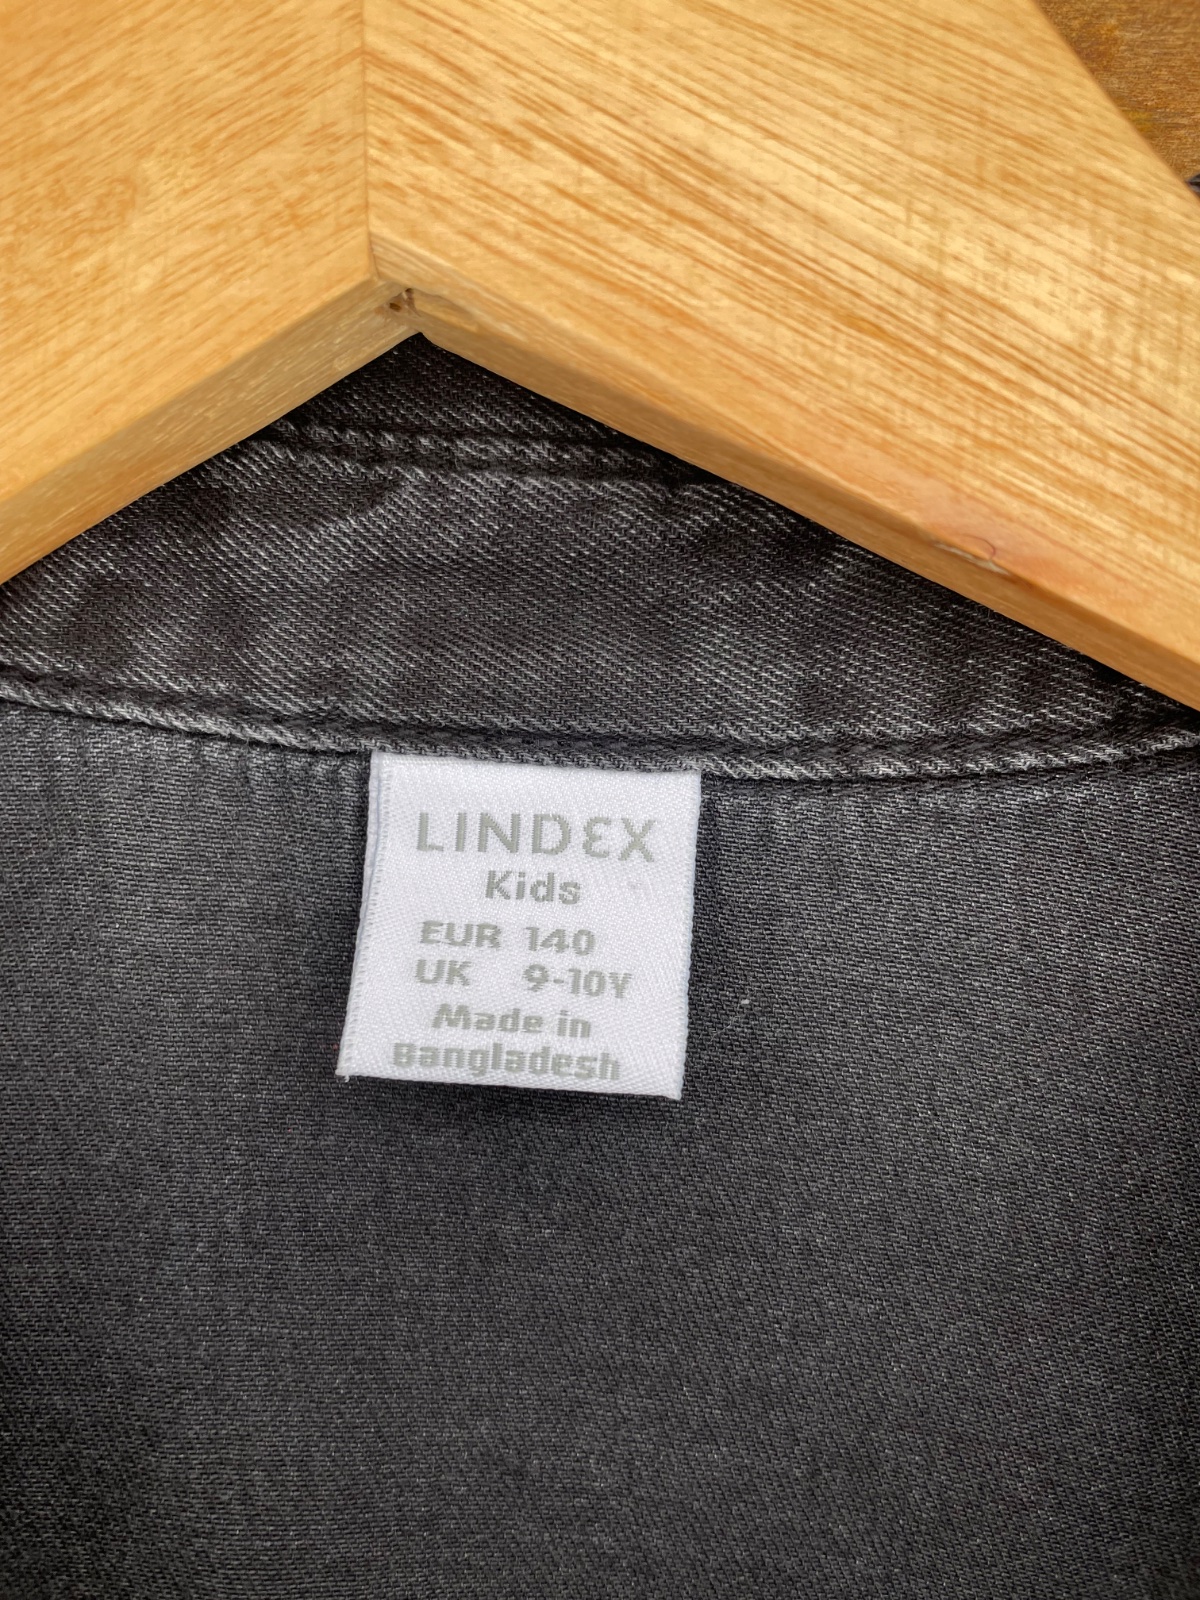 LINDEX
Kids
EUR 140
UK 9-10Y
Made in
Bangladesh